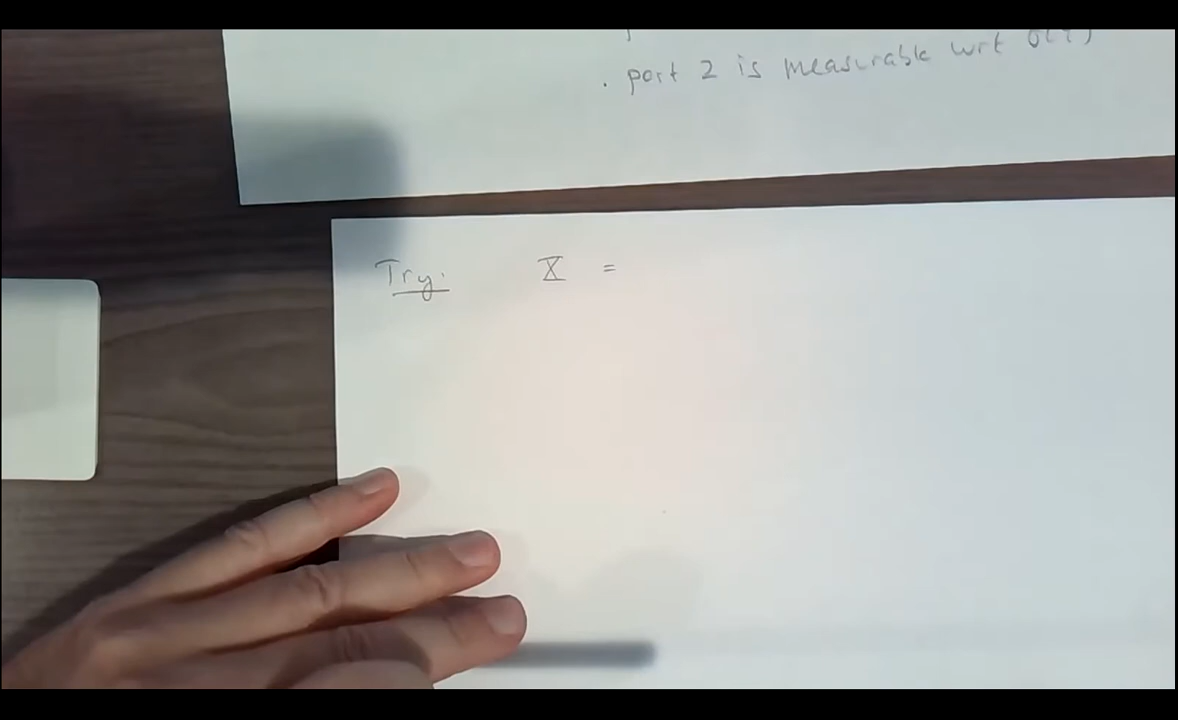 . part 2 is measurable wrt σ(Y)
Try: X =